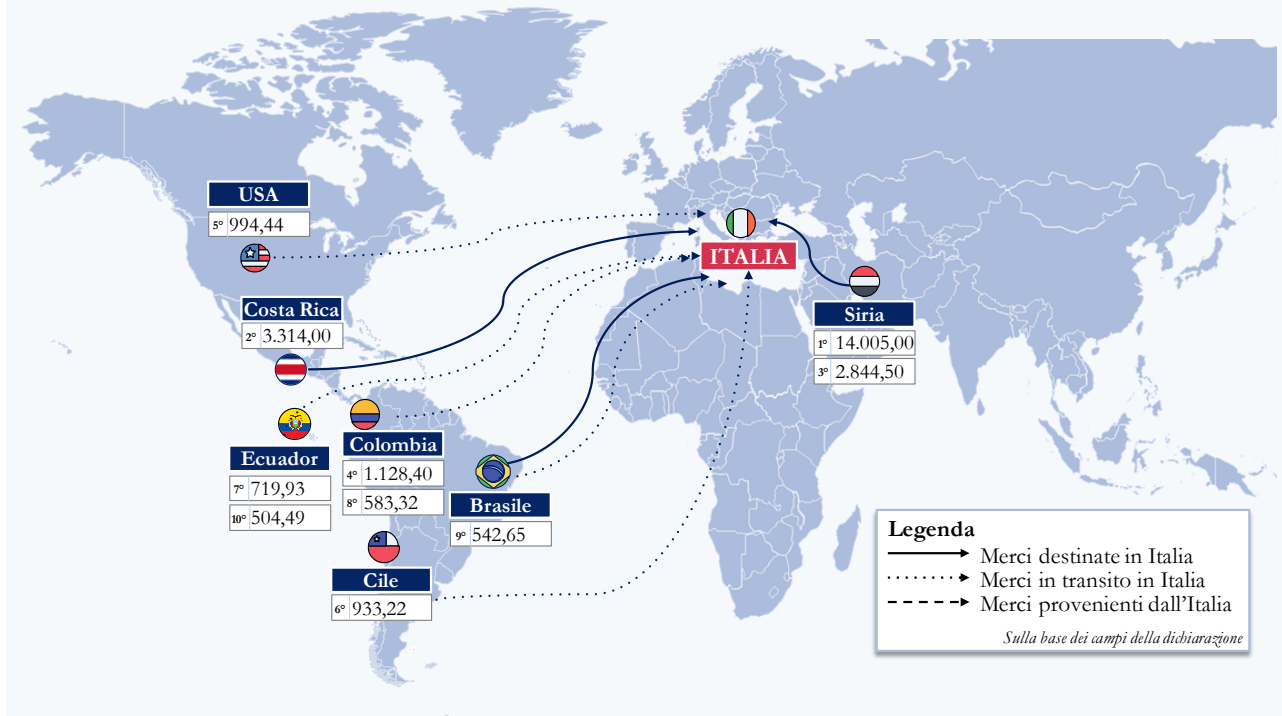 USA
5° 994,44
ITALIA
Costa Rica
2° 3.314,00
Siria
1° 14.005,00
3° 2.844,50
Ecuador
7° 719,93
10° 504,49
Colombia
4° 1.128,40
8° 583,32
Brasile
9° 542,65
Cile
6° 933,22
Legenda
Merci destinate in Italia
Merci in transito in Italia
Merci provenienti dall'Italia
Sulla base dei campi della dichiarazione